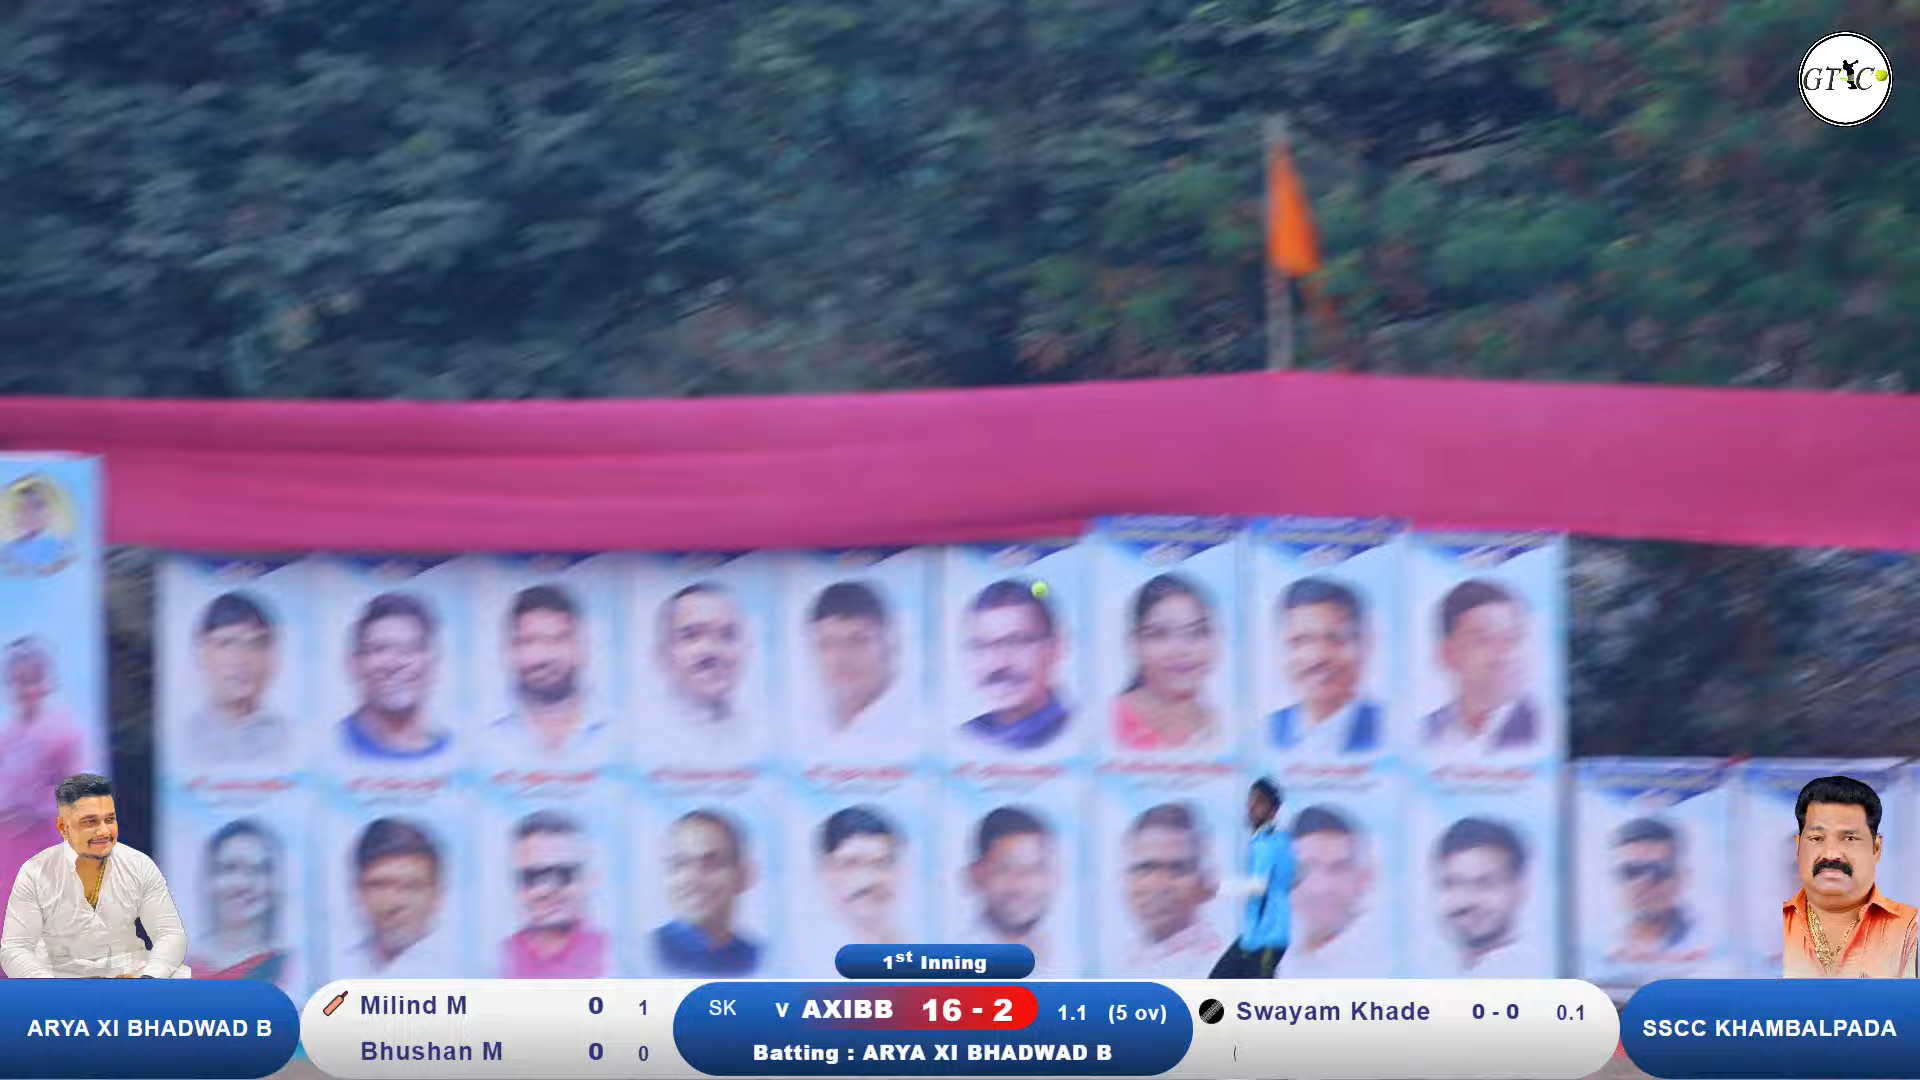 GTCC
1st Inning
ARYA XI BHADWAD B
Milind M 0 1
Bhushan M 0 0
SK v AXIBB 16 - 2 1.1 (5 ov)
Batting : ARYA XI BHADWAD B
Swayam Khade 0 - 0 0.1
(
SSCC KHAMBALPADA